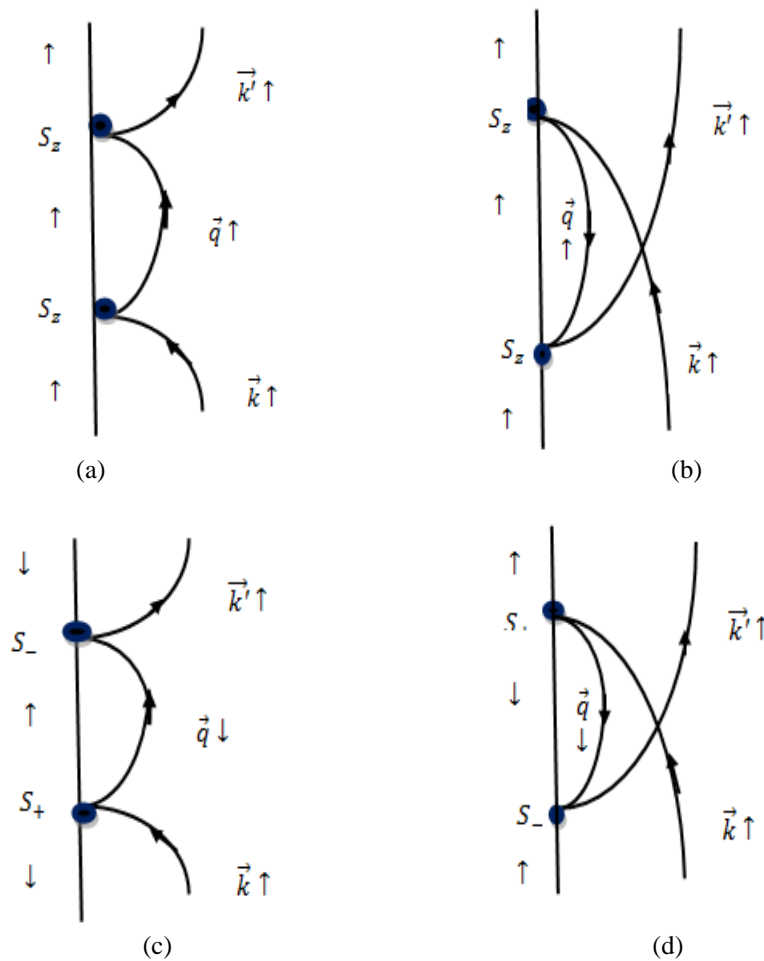 ↑
k⃗′↑
S_z
↑
q⃗ ↑
S_z
↑
k⃗ ↑
(a)
↑
S_z
k⃗′↑
↑
q⃗
↑
S_z
k⃗ ↑
↑
(b)
↓
k⃗′↑
S_−
↑
q⃗ ↓
S_+
↓
k⃗ ↑
(c)
↑
k⃗′↑
↓
q⃗
↓
S_−
k⃗ ↑
↑
(d)